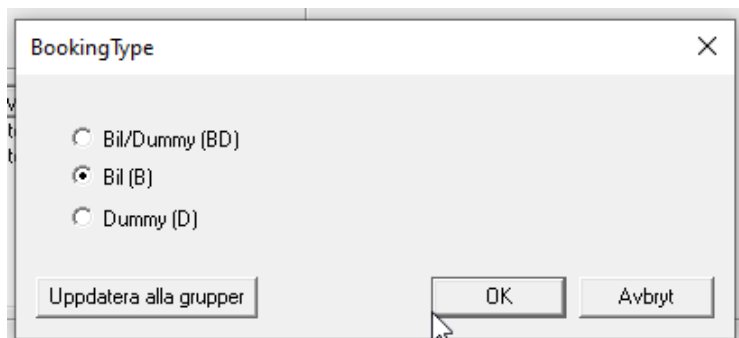 BookingType
Bil/Dummy (BD)
Bil (B)
Dummy (D)
Uppdatera alla grupper
OK
Avbryt